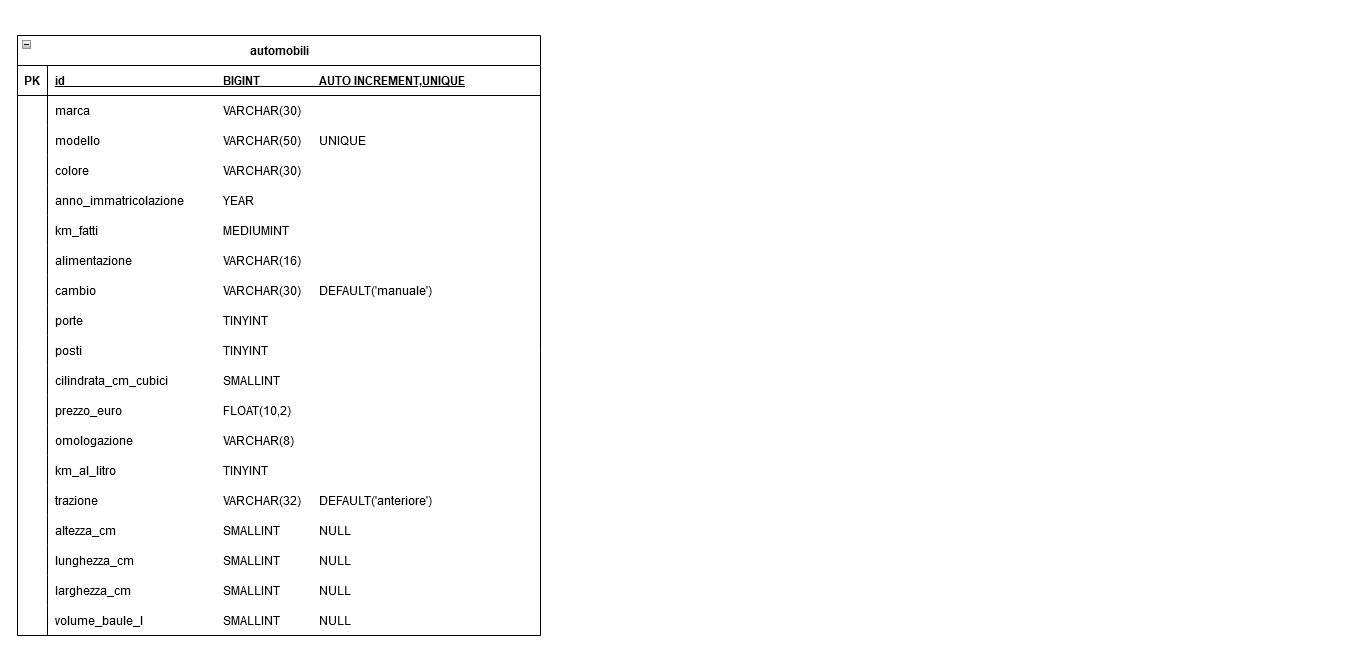 automobili
PK id BIGINT AUTO INCREMENT,UNIQUE
marca VARCHAR(30)
modello VARCHAR(50) UNIQUE
colore VARCHAR(30)
anno_immatricolazione YEAR
km_fatti MEDIUMINT
alimentazione VARCHAR(16)
cambio VARCHAR(30) DEFAULT('manuale')
porte TINYINT
posti TINYINT
cilindrata_cm_cubici SMALLINT
prezzo_euro FLOAT(10,2)
omologazione VARCHAR(8)
km_al_litro TINYINT
trazione VARCHAR(32) DEFAULT('anteriore')
altezza_cm SMALLINT NULL
lunghezza_cm SMALLINT NULL
larghezza_cm SMALLINT NULL
volume_baule_l SMALLINT NULL